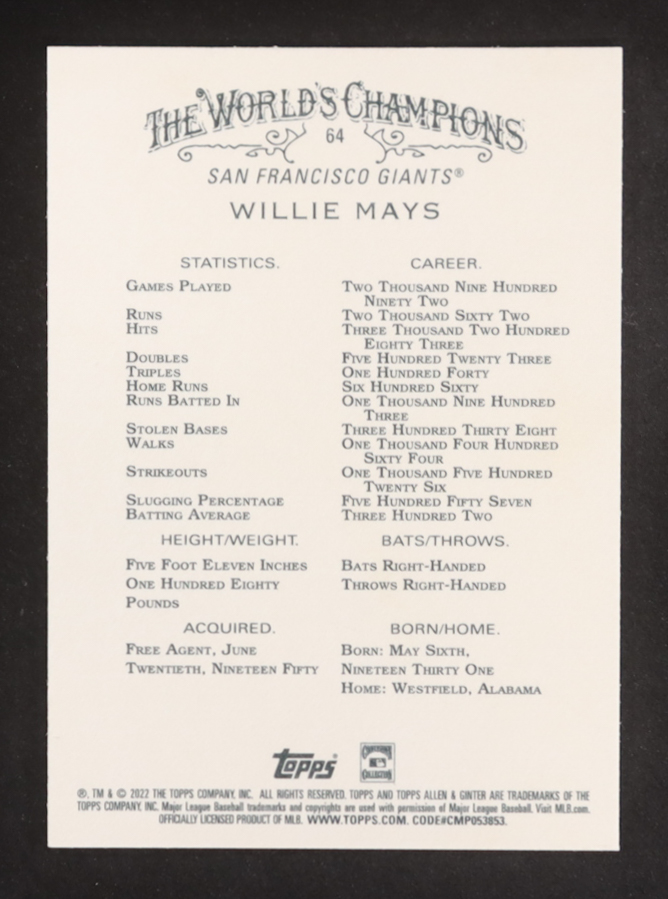 THE WORLD'S CHAMPIONS
64
SAN FRANCISCO GIANTS®
WILLIE MAYS
STATISTICS. CAREER.
GAMES PLAYED TWO THOUSAND NINE HUNDRED
NINETY TWO
RUNS TWO THOUSAND SIXTY TWO
HITS THREE THOUSAND TWO HUNDRED
EIGHTY THREE
DOUBLES FIVE HUNDRED TWENTY THREE
TRIPLES ONE HUNDRED FORTY
HOME RUNS SIX HUNDRED SIXTY
RUNS BATTED IN ONE THOUSAND NINE HUNDRED
THREE
STOLEN BASES THREE HUNDRED THIRTY EIGHT
WALKS ONE THOUSAND FOUR HUNDRED
SIXTY FOUR
STRIKEOUTS ONE THOUSAND FIVE HUNDRED
TWENTY SIX
SLUGGING PERCENTAGE FIVE HUNDRED FIFTY SEVEN
BATTING AVERAGE THREE HUNDRED TWO
HEIGHT/WEIGHT. BATS/THROWS.
FIVE FOOT ELEVEN INCHES BATS RIGHT-HANDED
ONE HUNDRED EIGHTY THROWS RIGHT-HANDED
POUNDS
ACQUIRED. BORN/HOME.
FREE AGENT, JUNE BORN: MAY SIXTH,
TWENTIETH, NINETEEN FIFTY NINETEEN THIRTY ONE
HOME: WESTFIELD, ALABAMA
Topps®
COOPERSTOWN
COLLECTION
®, TM & © 2022 THE TOPPS COMPANY, INC. ALL RIGHTS RESERVED. TOPPS AND TOPPS ALLEN & GINTER ARE TRADEMARKS OF THE
TOPPS COMPANY, INC. Major League Baseball trademarks and copyrights are used with permission of Major League Baseball. Visit MLB.com.
OFFICIALLY LICENSED PRODUCT OF MLB. WWW.TOPPS.COM. CODE#CMP053853.